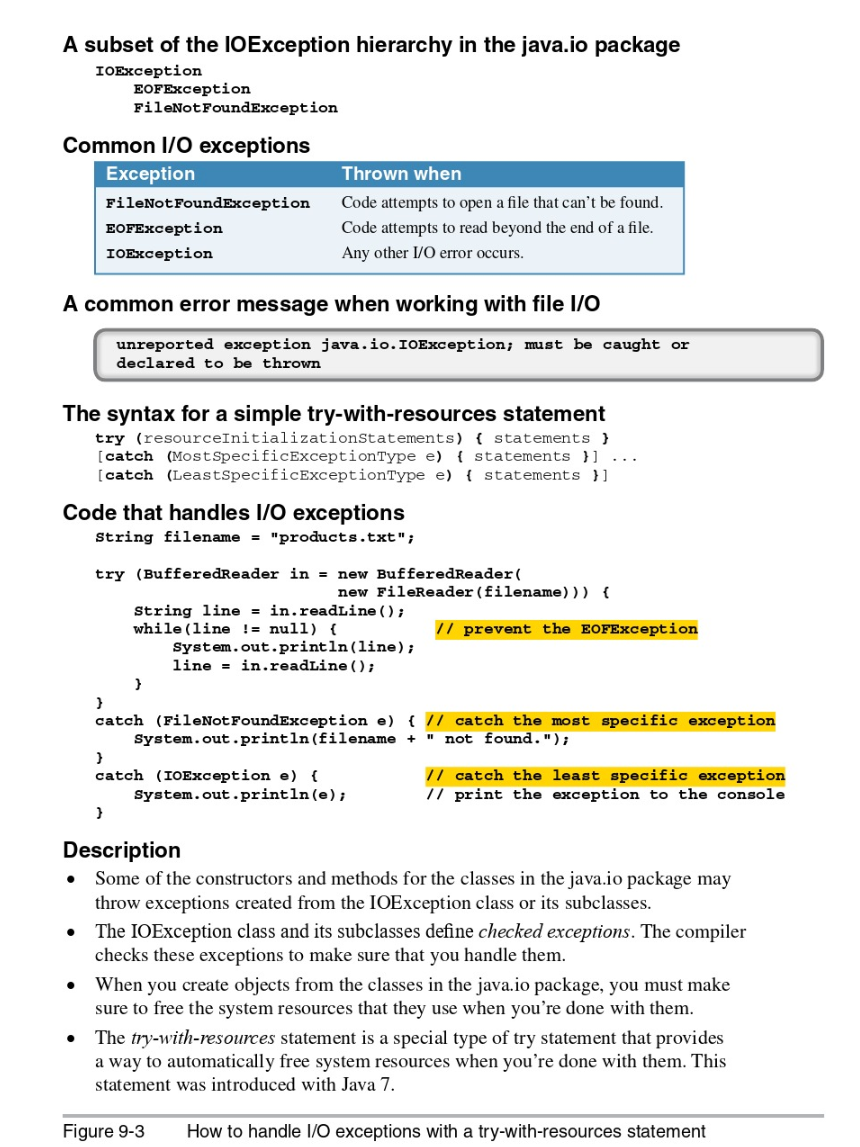 A subset of the IOException hierarchy in the java.io package
IOException
    EOFException
    FileNotFoundException
Common I/O exceptions
Exception Thrown when
FileNotFoundException Code attempts to open a file that can't be found.
EOFException Code attempts to read beyond the end of a file.
IOException Any other I/O error occurs.
A common error message when working with file I/O
unreported exception java.io.IOException; must be caught or
declared to be thrown
The syntax for a simple try-with-resources statement
try (resourceInitializationStatements) { statements }
[catch (MostSpecificExceptionType e) { statements }] ...
[catch (LeastSpecificExceptionType e) { statements }]
Code that handles I/O exceptions
String filename = "products.txt";
try (BufferedReader in = new BufferedReader(
                         new FileReader(filename))) {
    String line = in.readLine();
    while(line != null) {          // prevent the EOFException
        System.out.println(line);
        line = in.readLine();
    }
}
catch (FileNotFoundException e) { // catch the most specific exception
    System.out.println(filename + " not found.");
}
catch (IOException e) {           // catch the least specific exception
    System.out.println(e);        // print the exception to the console
}
Description
• Some of the constructors and methods for the classes in the java.io package may
throw exceptions created from the IOException class or its subclasses.
• The IOException class and its subclasses define checked exceptions. The compiler
checks these exceptions to make sure that you handle them.
• When you create objects from the classes in the java.io package, you must make
sure to free the system resources that they use when you're done with them.
• The try-with-resources statement is a special type of try statement that provides
a way to automatically free system resources when you're done with them. This
statement was introduced with Java 7.
Figure 9-3 How to handle I/O exceptions with a try-with-resources statement